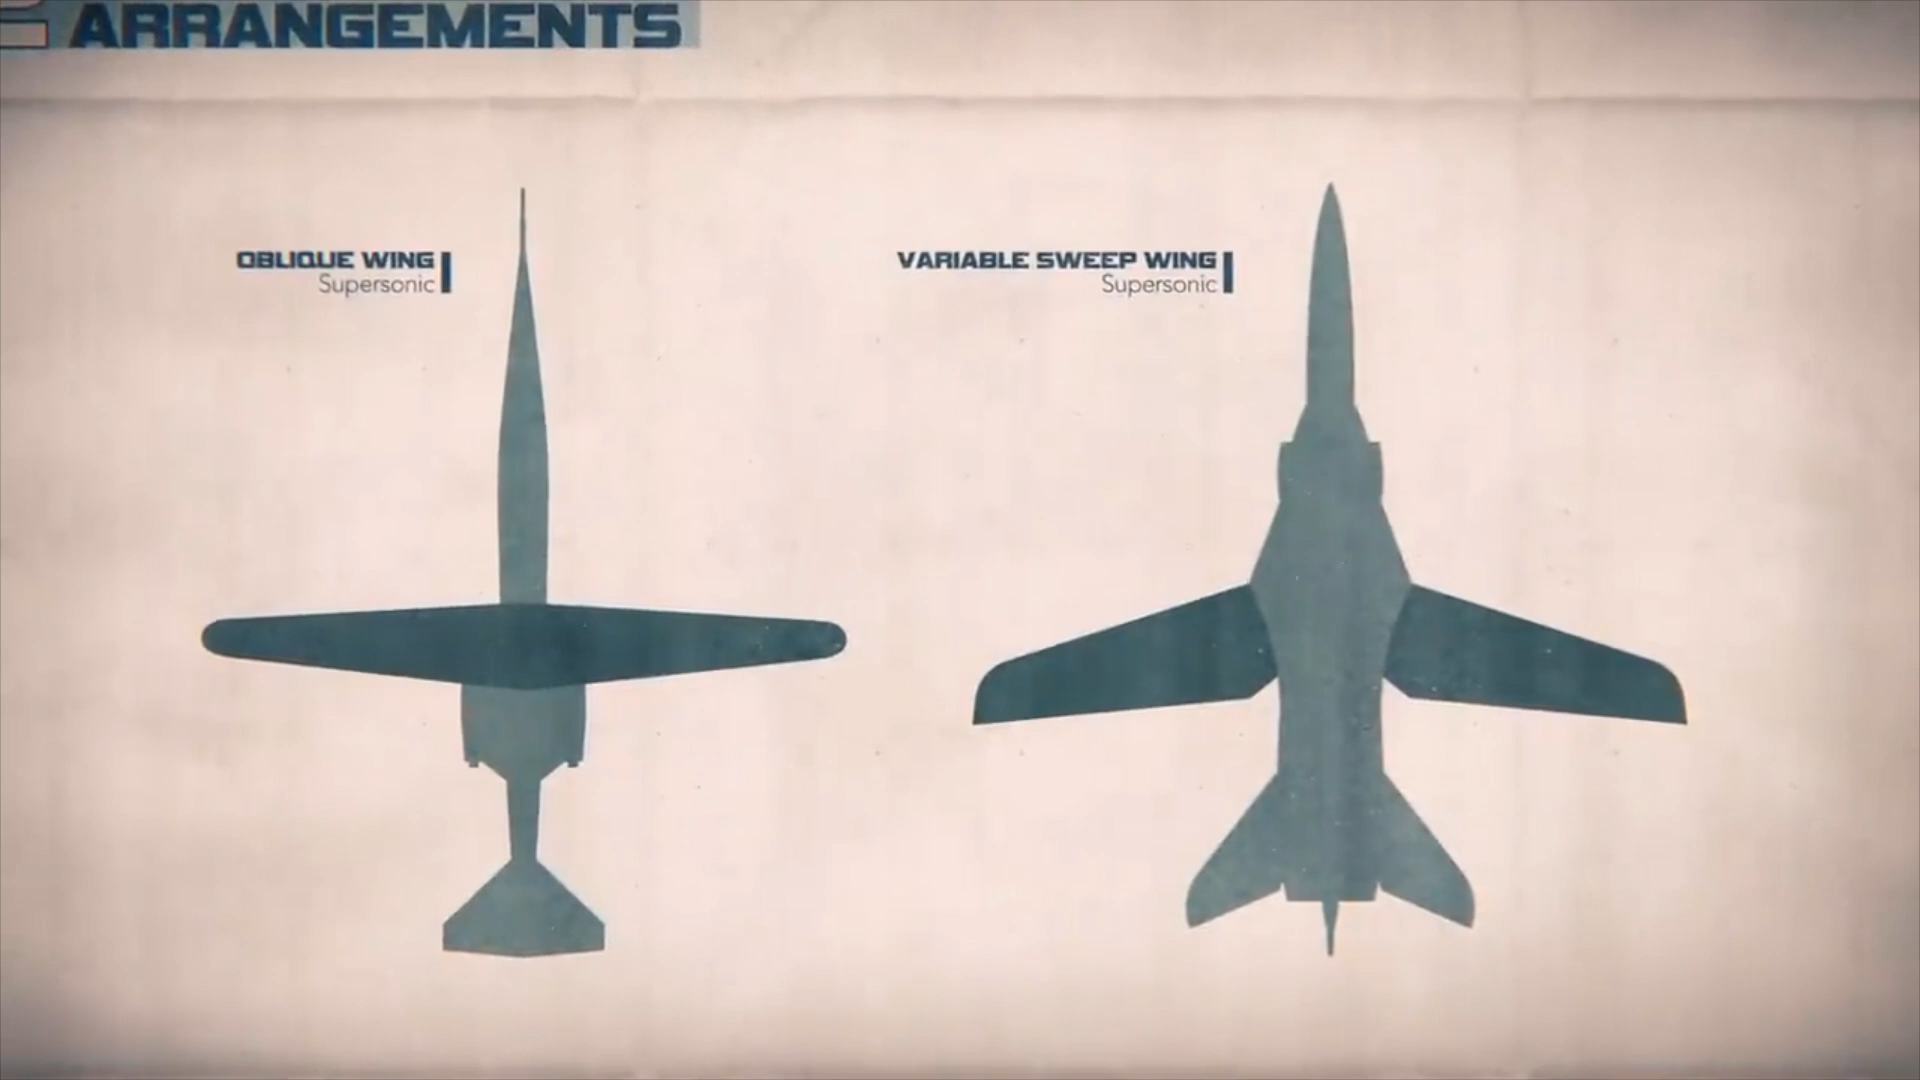 ARRANGEMENTS
OBLIQUE WING
Supersonic
VARIABLE SWEEP WING
Supersonic